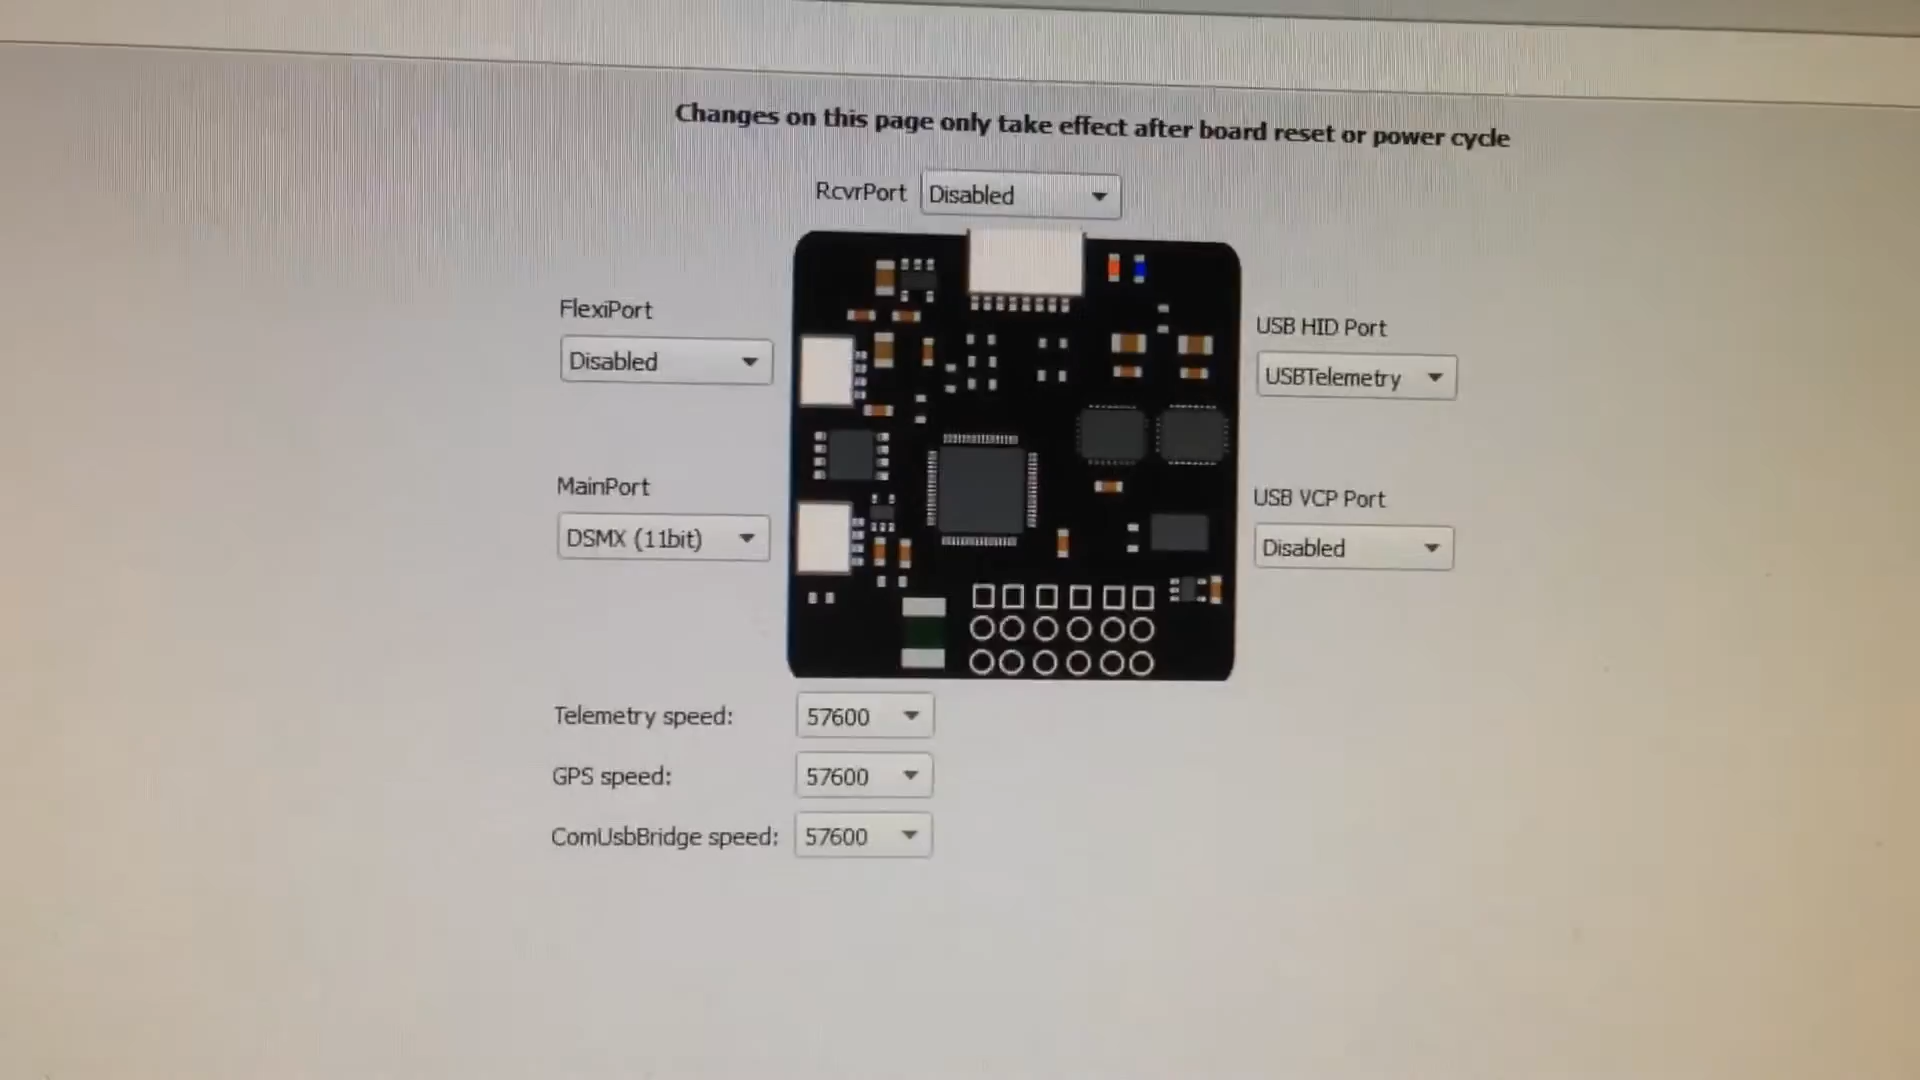 Changes on this page only take effect after board reset or power cycle
RcvrPort
Disabled
FlexiPort
Disabled
USB HID Port
USBTelemetry
MainPort
DSMX (11bit)
USB VCP Port
Disabled
Telemetry speed:
57600
GPS speed:
57600
ComUsbBridge speed:
57600